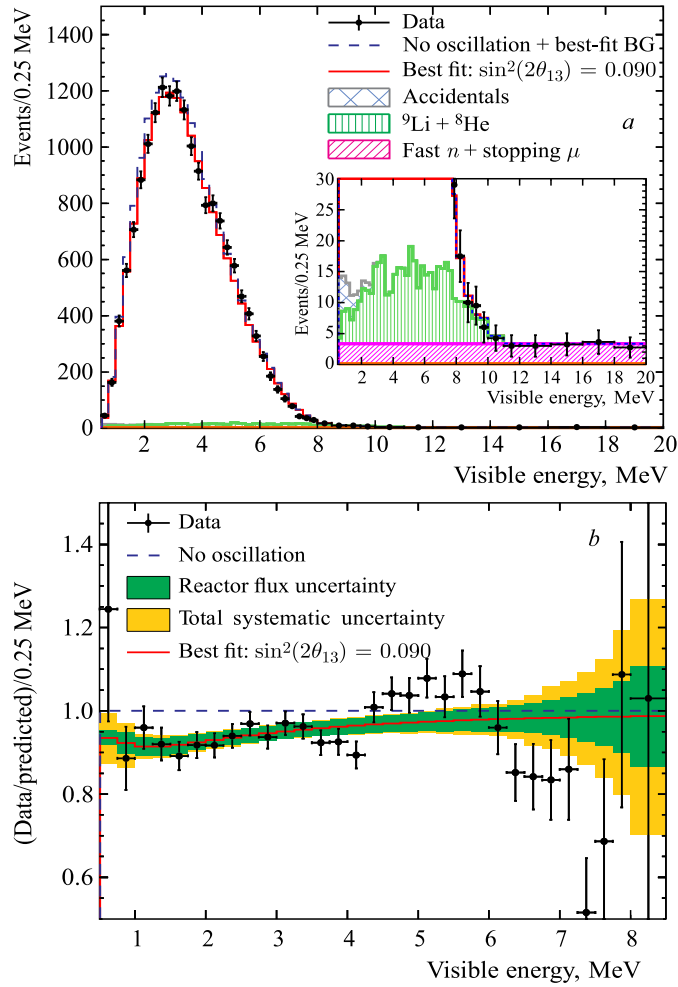 1400
1200
1000
800
600
400
200
0
Events/0.25 MeV
Data
No oscillation + best-fit BG
Best fit: sin²(2θ₁₃) = 0.090
Accidentals
⁹Li + ⁸He
Fast n + stopping μ
a
30
25
20
15
10
5
0
Events/0.25 MeV
2 4 6 8 10 12 14 16 18 20
Visible energy, MeV
2 4 6 8 10 12 14 16 18 20
Visible energy, MeV
1.4
1.2
1.0
0.8
0.6
(Data/predicted)/0.25 MeV
Data
b
No oscillation
Reactor flux uncertainty
Total systematic uncertainty
Best fit: sin²(2θ₁₃) = 0.090
1 2 3 4 5 6 7 8
Visible energy, MeV